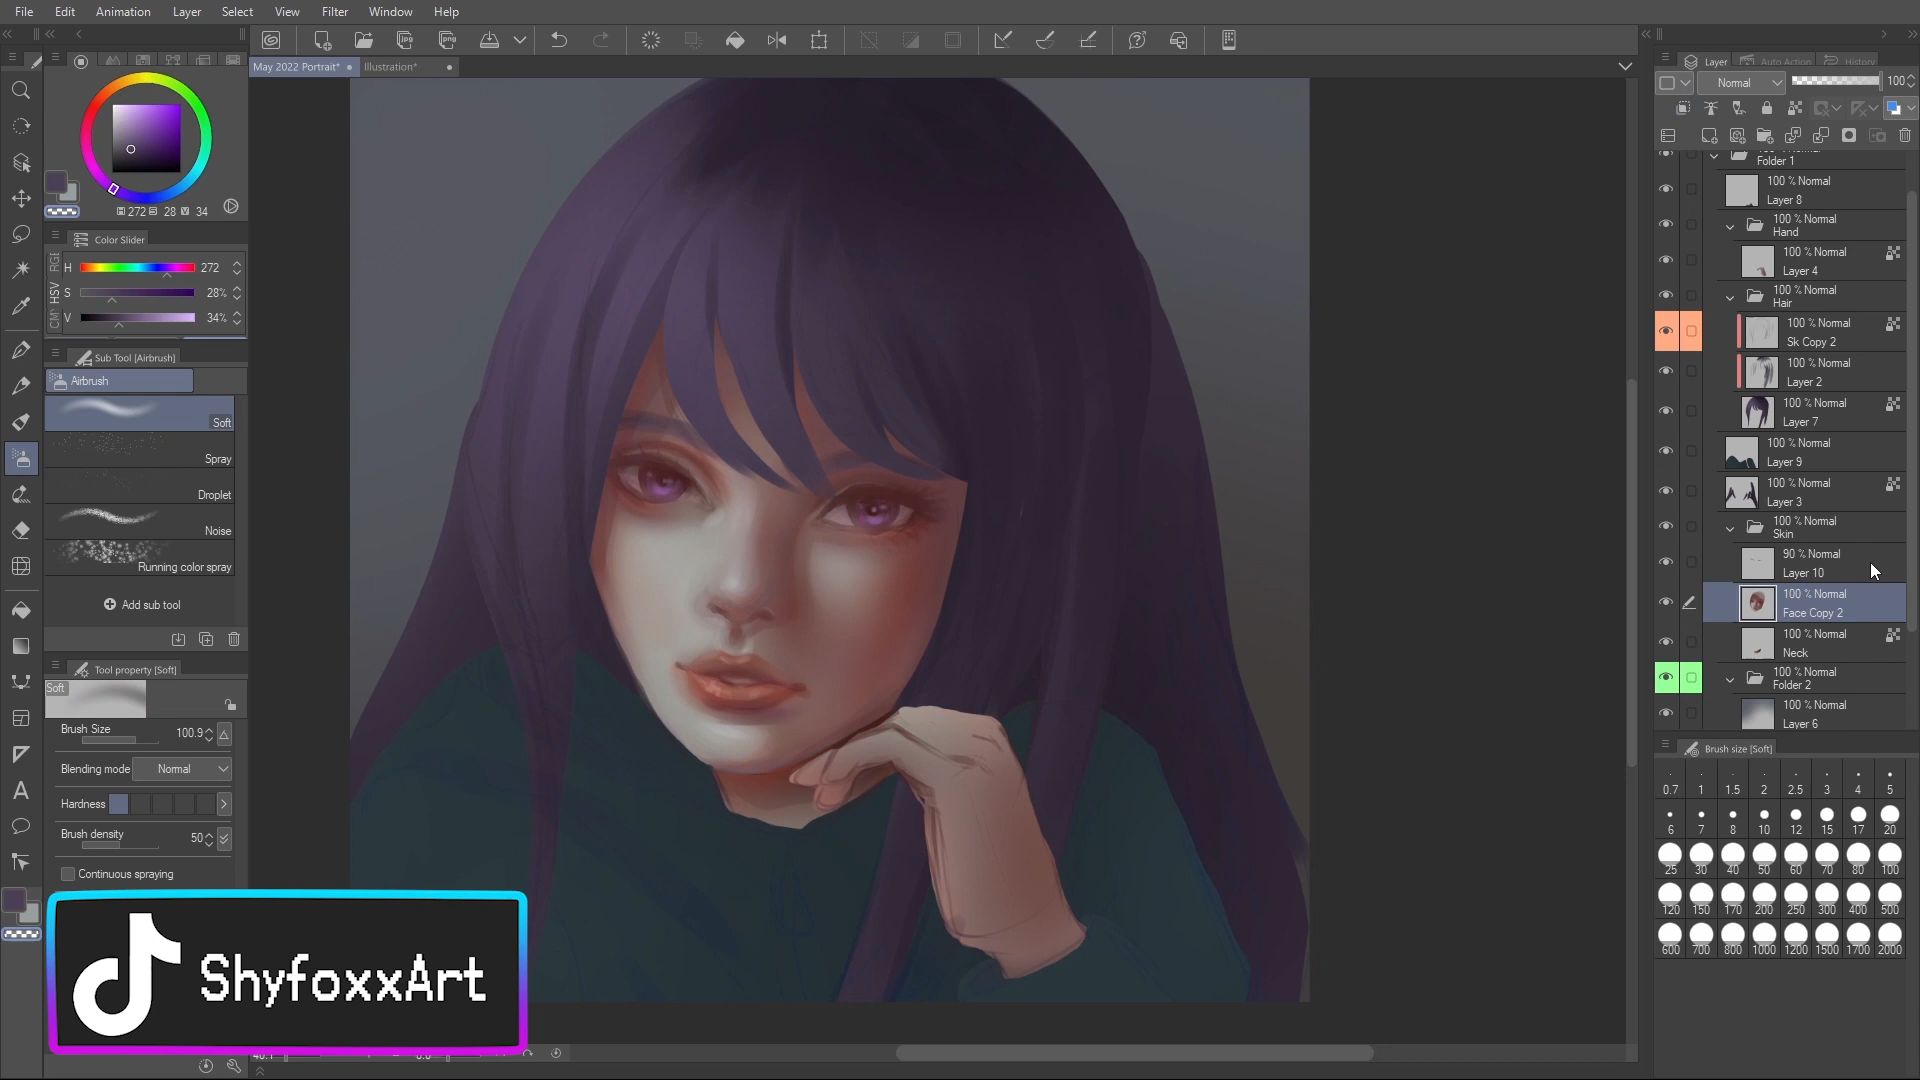 File Edit Animation Layer Select View Filter Window Help
May 2022 Portrait* Illustration*
272 28 34
Color Slider
RGB
HSV
H 272
S 28%
V 34%
Sub Tool [Airbrush]
Airbrush
Soft
Spray
Droplet
Noise
Running color spray
Add sub tool
Tool property [Soft]
Soft
Brush Size 100.9
Blending mode Normal
Hardness
Brush density 50
Continuous spraying
ShyfoxxArt
Layer Auto Action History
Normal 100
Folder 1
100 % Normal
Layer 8
100 % Normal
Hand
100 % Normal
Layer 4
100 % Normal
Hair
100 % Normal
Sk Copy 2
100 % Normal
Layer 2
100 % Normal
Layer 7
100 % Normal
Layer 9
100 % Normal
Layer 3
100 % Normal
Skin
90 % Normal
Layer 10
100 % Normal
Face Copy 2
100 % Normal
Neck
100 % Normal
Folder 2
100 % Normal
Layer 6
Brush size [Soft]
0.7 1 1.5 2 2.5 3 4 5
6 7 8 10 12 15 17 20
25 30 40 50 60 70 80 100
120 150 170 200 250 300 400 500
600 700 800 1000 1200 1500 1700 2000